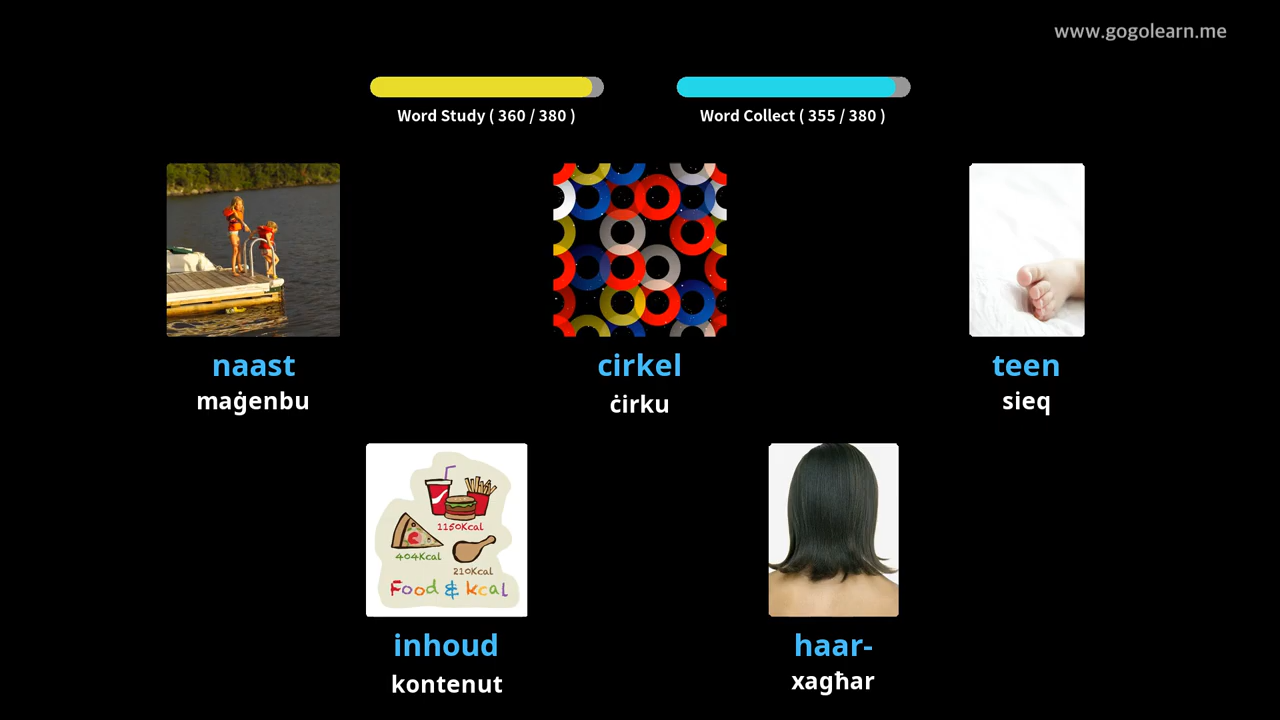 www.gogolearn.me
Word Study ( 360 / 380 )
Word Collect ( 355 / 380 )
naast
maġenbu
cirkel
ċirku
teen
sieq
1150Kcal
404Kcal
210Kcal
Food & kcal
inhoud
kontenut
haar-
xagħar